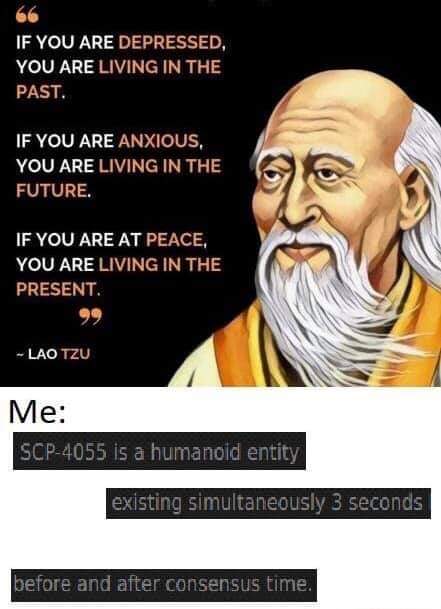 “
IF YOU ARE DEPRESSED,
YOU ARE LIVING IN THE
PAST.
IF YOU ARE ANXIOUS,
YOU ARE LIVING IN THE
FUTURE.
IF YOU ARE AT PEACE,
YOU ARE LIVING IN THE
PRESENT.
”
~ LAO TZU
Me:
SCP-4055 is a humanoid entity
existing simultaneously 3 seconds
before and after consensus time.